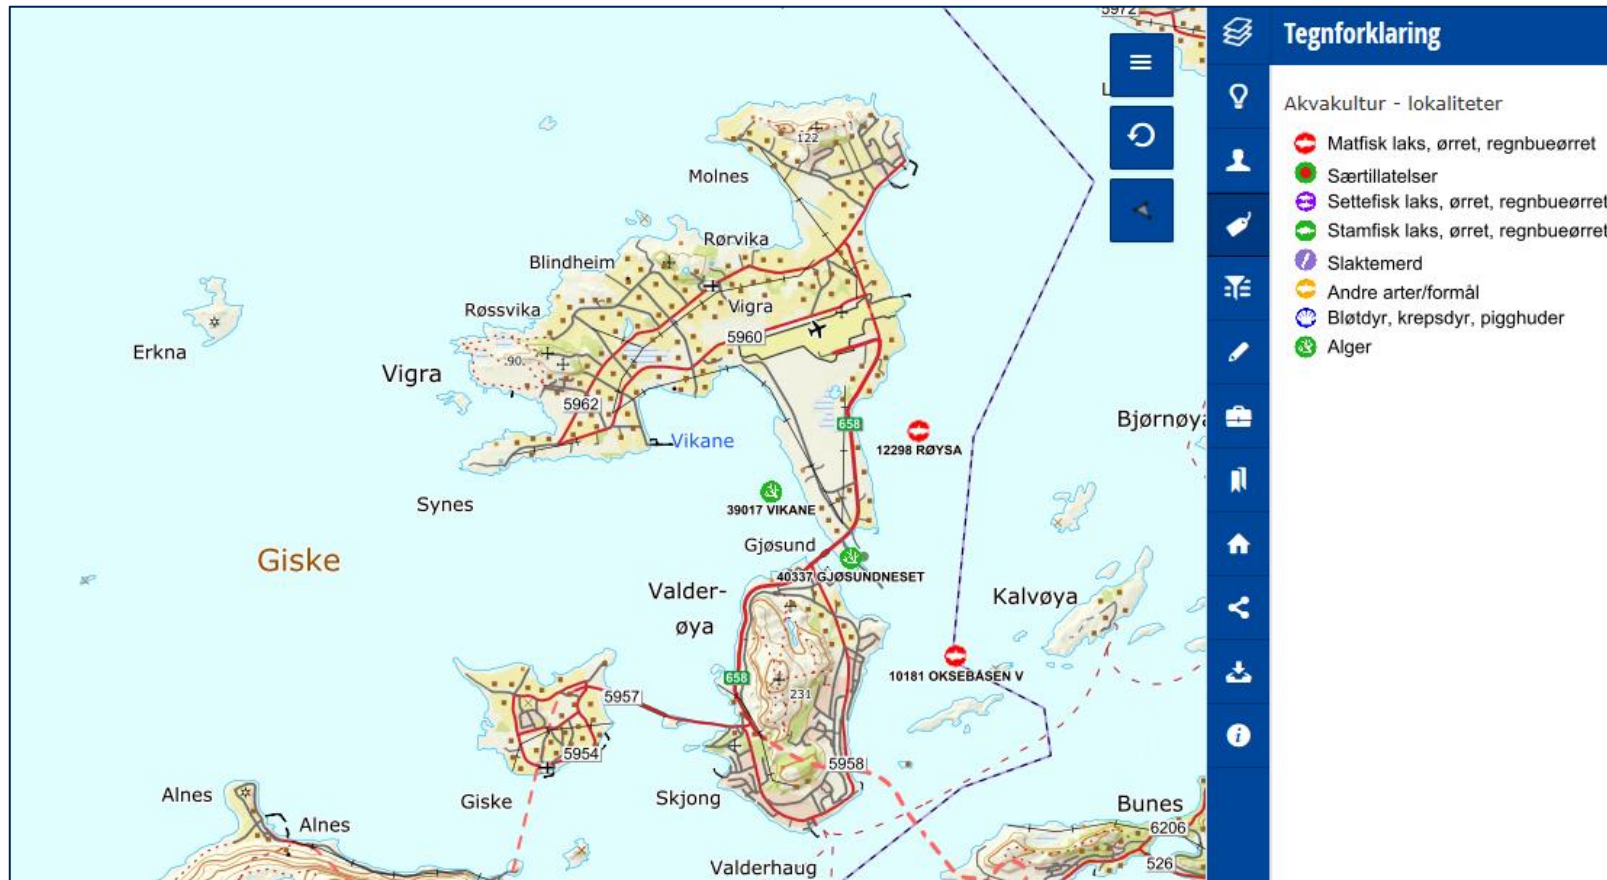 5972
Tegnforklaring
Akvakultur - lokaliteter
Matfisk laks, ørret, regnbueørret
Særtillatelser
Settefisk laks, ørret, regnbueørret
Stamfisk laks, ørret, regnbueørret
Slaktemerd
Andre arter/formål
Bløtdyr, krepsdyr, pigghuder
Alger
L
122
Molnes
Rørvika
Blindheim
Røssvika
Vigra
5960
Erkna
90
Vigra
5962
658
Bjørnøya
Vikane
12298 RØYSA
Synes
39017 VIKANE
Giske
Gjøsund
40337 GJØSUNDNESET
Valder-
øya
Kalvøya
10181 OKSEBÅSEN V
658
231
5957
5954
5958
Alnes
Giske
Skjong
Alnes
Bunes
6206
526
Valderhaug